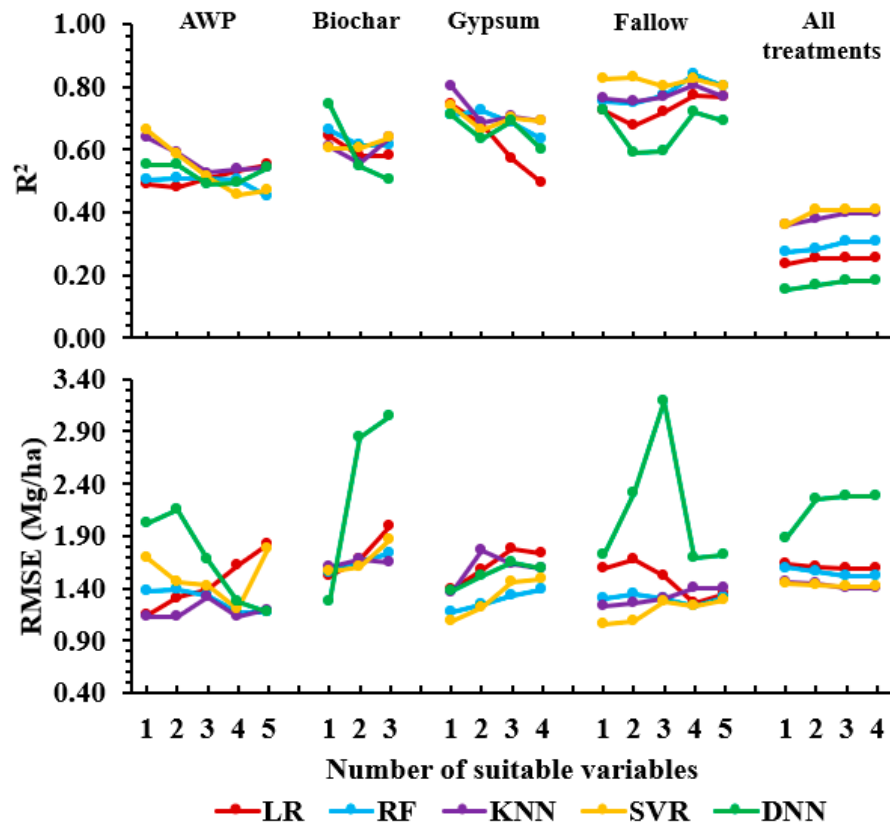 AWP Biochar Gypsum Fallow All
treatments
1.00
0.80
0.60
0.40
0.20
0.00
R²
3.40
2.90
2.40
1.90
1.40
0.90
0.40
RMSE (Mg/ha)
1 2 3 4 5 1 2 3 1 2 3 4 1 2 3 4 5 1 2 3 4
Number of suitable variables
LR RF KNN SVR DNN